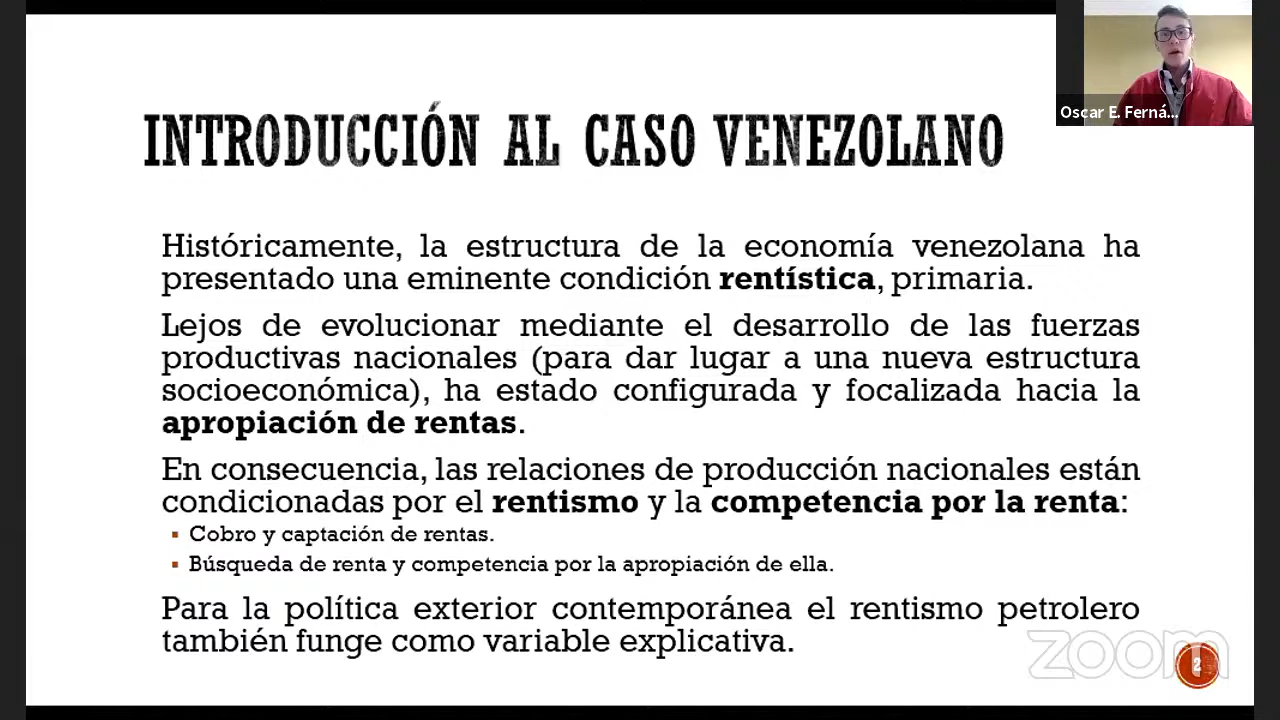 Oscar E. Ferná...
INTRODUCCIÓN AL CASO VENEZOLANO
Históricamente, la estructura de la economía venezolana ha
presentado una eminente condición rentística, primaria.
Lejos de evolucionar mediante el desarrollo de las fuerzas
productivas nacionales (para dar lugar a una nueva estructura
socioeconómica), ha estado configurada y focalizada hacia la
apropiación de rentas.
En consecuencia, las relaciones de producción nacionales están
condicionadas por el rentismo y la competencia por la renta:
▪ Cobro y captación de rentas.
▪ Búsqueda de renta y competencia por la apropiación de ella.
Para la política exterior contemporánea el rentismo petrolero
también funge como variable explicativa.
zoom
2